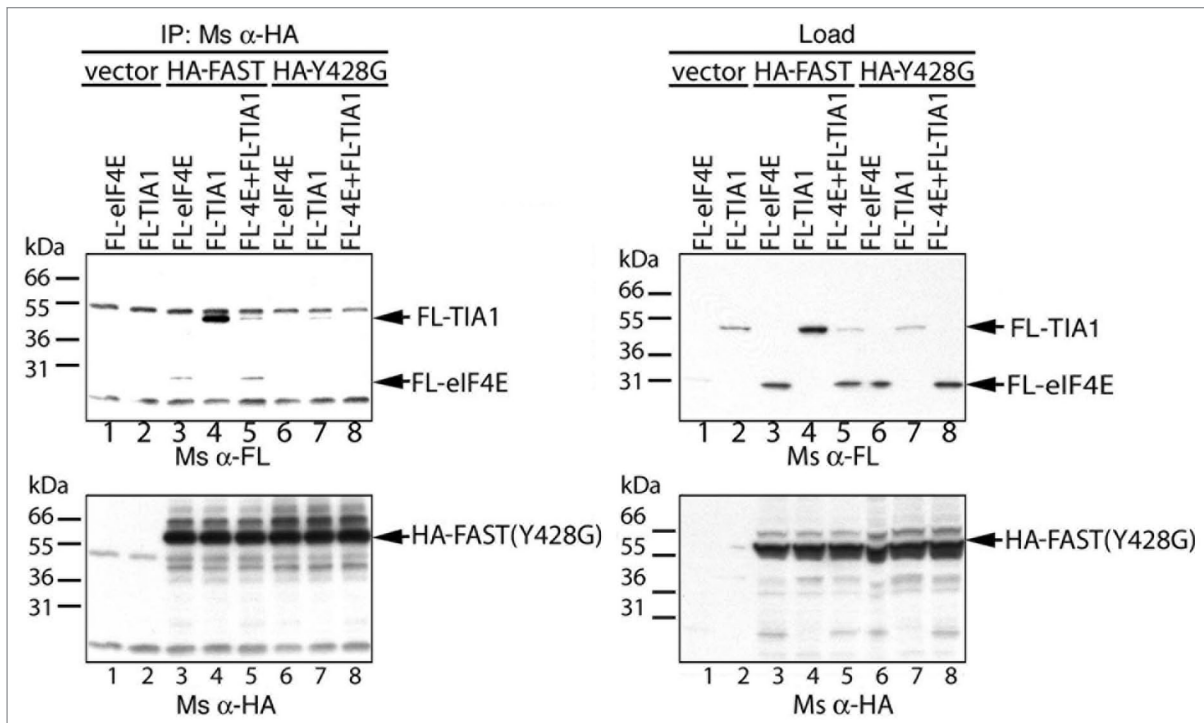 IP: Ms α-HA
vector HA-FAST HA-Y428G
FL-eIF4E
FL-TIA1
FL-eIF4E
FL-TIA1
FL-4E+FL-TIA1
FL-eIF4E
FL-TIA1
FL-4E+FL-TIA1
kDa
66
55
36
31
FL-TIA1
FL-eIF4E
1 2 3 4 5 6 7 8
Ms α-FL
kDa
66
55
36
31
HA-FAST(Y428G)
1 2 3 4 5 6 7 8
Ms α-HA
Load
vector HA-FAST HA-Y428G
FL-eIF4E
FL-TIA1
FL-eIF4E
FL-TIA1
FL-4E+FL-TIA1
FL-eIF4E
FL-TIA1
FL-4E+FL-TIA1
kDa
66
55
36
31
FL-TIA1
FL-eIF4E
1 2 3 4 5 6 7 8
Ms α-FL
kDa
66
55
36
31
HA-FAST(Y428G)
1 2 3 4 5 6 7 8
Ms α-HA